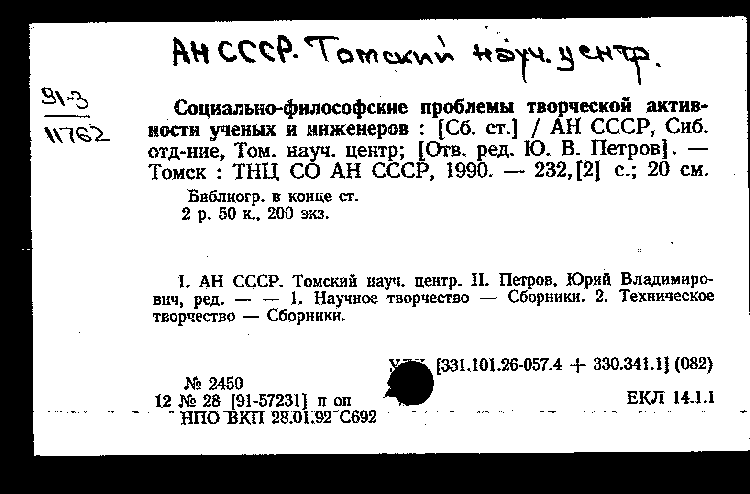 АН СССР. Томский науч. центр.
91-3
11762
Социально-философские проблемы творческой актив-
ности ученых и инженеров : [Сб. ст.] / АН СССР, Сиб.
отд-ние, Том. науч. центр; [Отв. ред. Ю. В. Петров]. —
Томск : ТНЦ СО АН СССР, 1990. — 232,[2] с.; 20 см.
Библиогр. в конце ст.
2 р. 50 к., 200 экз.
I. АН СССР. Томский науч. центр. II. Петров, Юрий Владимиро-
вич, ред. — — 1. Научное творчество — Сборники. 2. Техническое
творчество — Сборники.
[331.101.26-057.4 + 330.341.1] (082)
№ 2450
12 № 28 [91-57231] п оп
ЕКЛ 14.1.1
НПО ВКП 28.01.92 С692